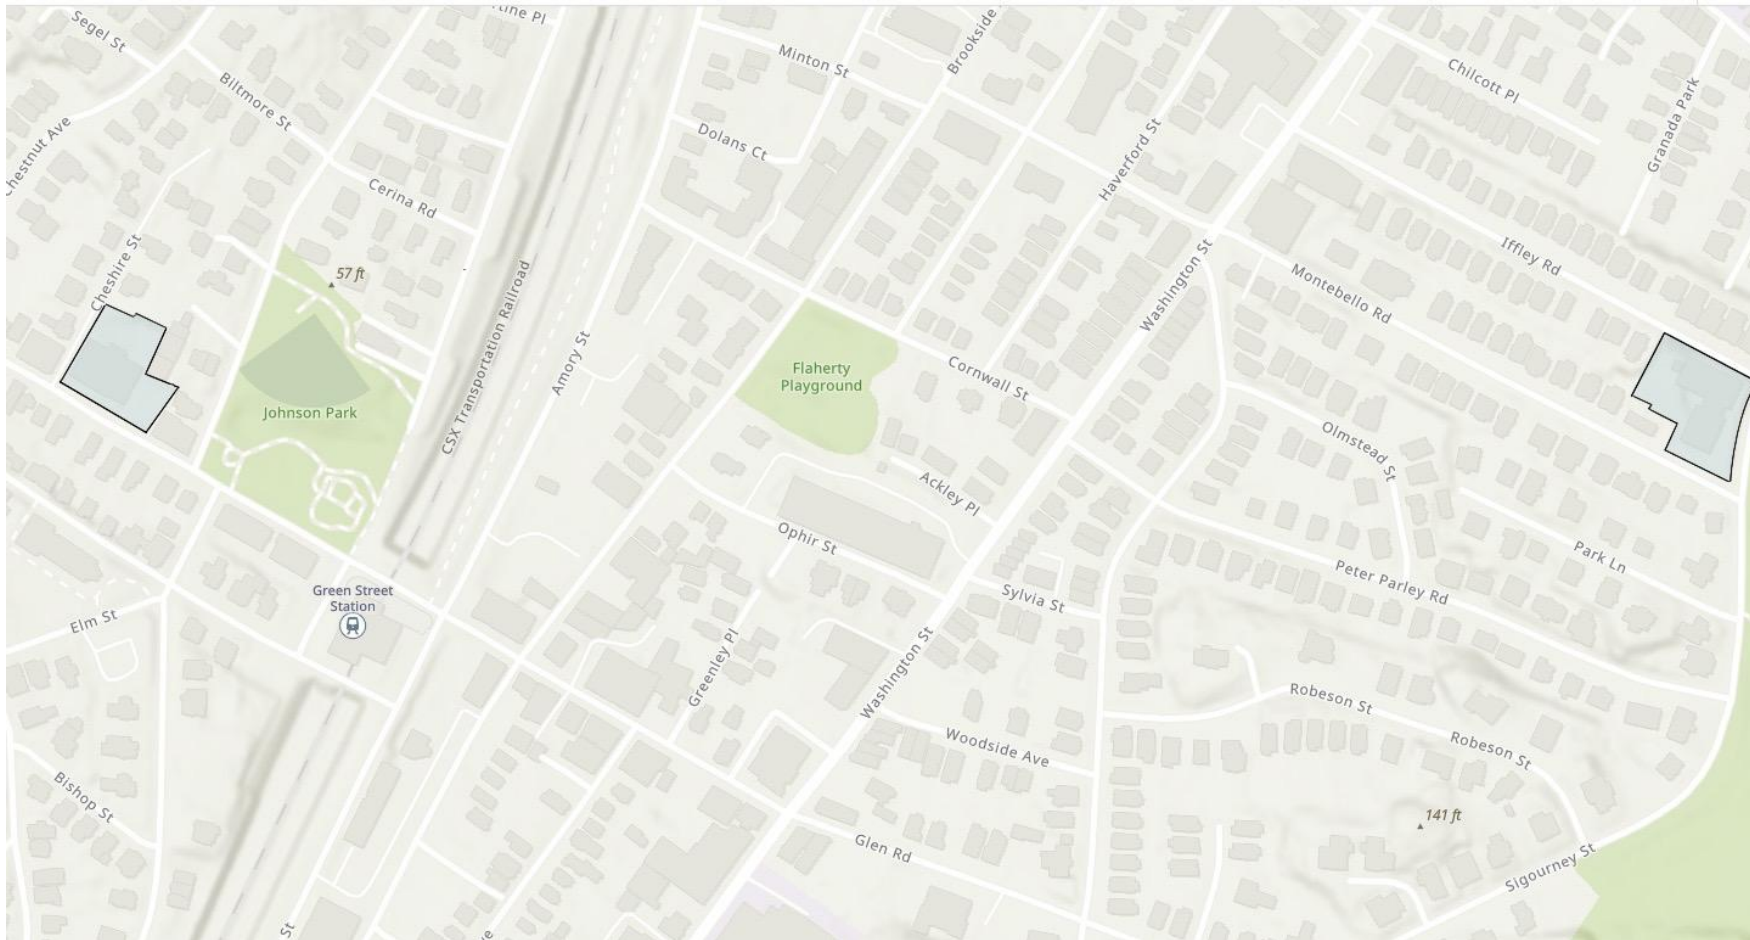 Segel St
tine Pl
Minton St
Brookside
Chilcott Pl
Biltmore St
Granada Park
Chestnut Ave
Dolans Ct
Haverford St
Cerina Rd
Iffley Rd
Cheshire St
57 ft
Washington St
Montebello Rd
CSX Transportation Railroad
Amory St
Flaherty
Playground
Cornwall St
Johnson Park
Olmstead St
Ackley Pl
Ophir St
Park Ln
Peter Parley Rd
Green Street
Station
Sylvia St
Elm St
Greenley Pl
Washington St
Robeson St
Woodside Ave
Robeson St
Bishop St
141 ft
Glen Rd
Sigourney St
St